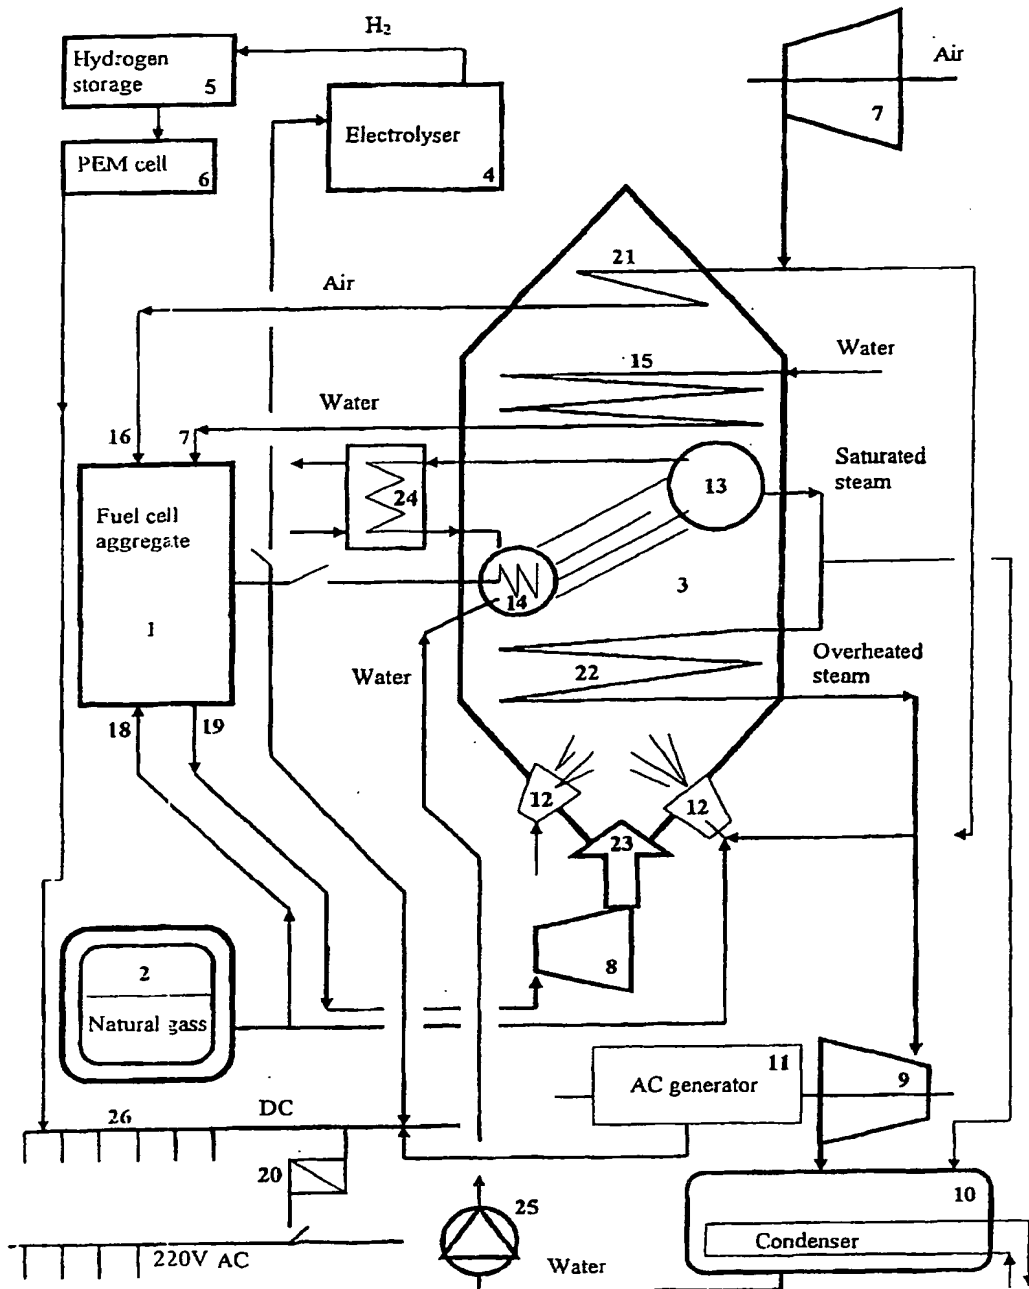 H₂
Hydrogen
storage
5
Air
7
Electrolyser
4
PEM cell
6
21
Air
15
Water
Water
16
7
Saturated
steam
24
13
Fuel cell
aggregate
14
3
1
Water
22
Overheated
steam
18
19
12
12
23
2
Natural gass
8
11
AC generator
9
26
DC
20
10
25
Condenser
220V AC
Water